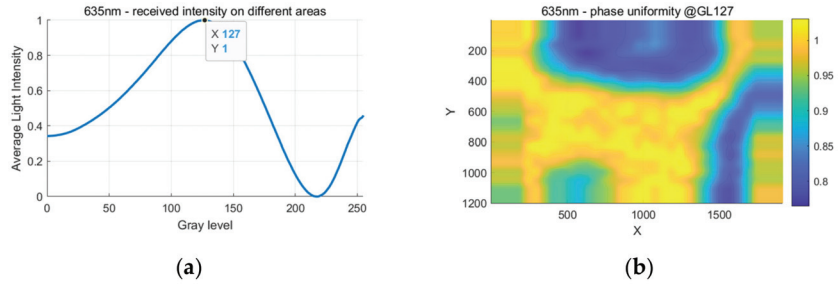 635nm - received intensity on different areas
1
0.8
0.6
0.4
0.2
0
X 127
Y 1
0 50 100 150 200 250
Average Light Intensity
Gray level
(a)
635nm - phase uniformity @GL127
200
400
600
800
1000
1200
Y
500 1000 1500
X
1
0.95
0.9
0.85
0.8
(b)